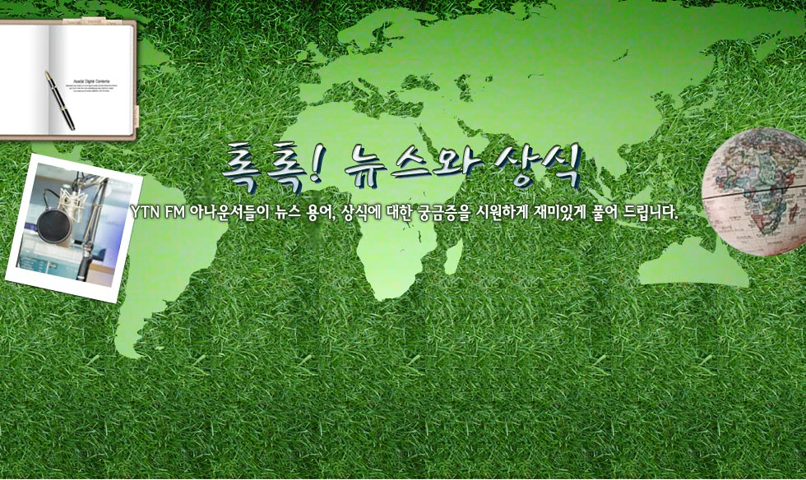 톡톡! 뉴스와 상식
YTN FM 아나운서들이 뉴스 용어, 상식에 대한 궁금증을 시원하게 재미있게 풀어 드립니다.